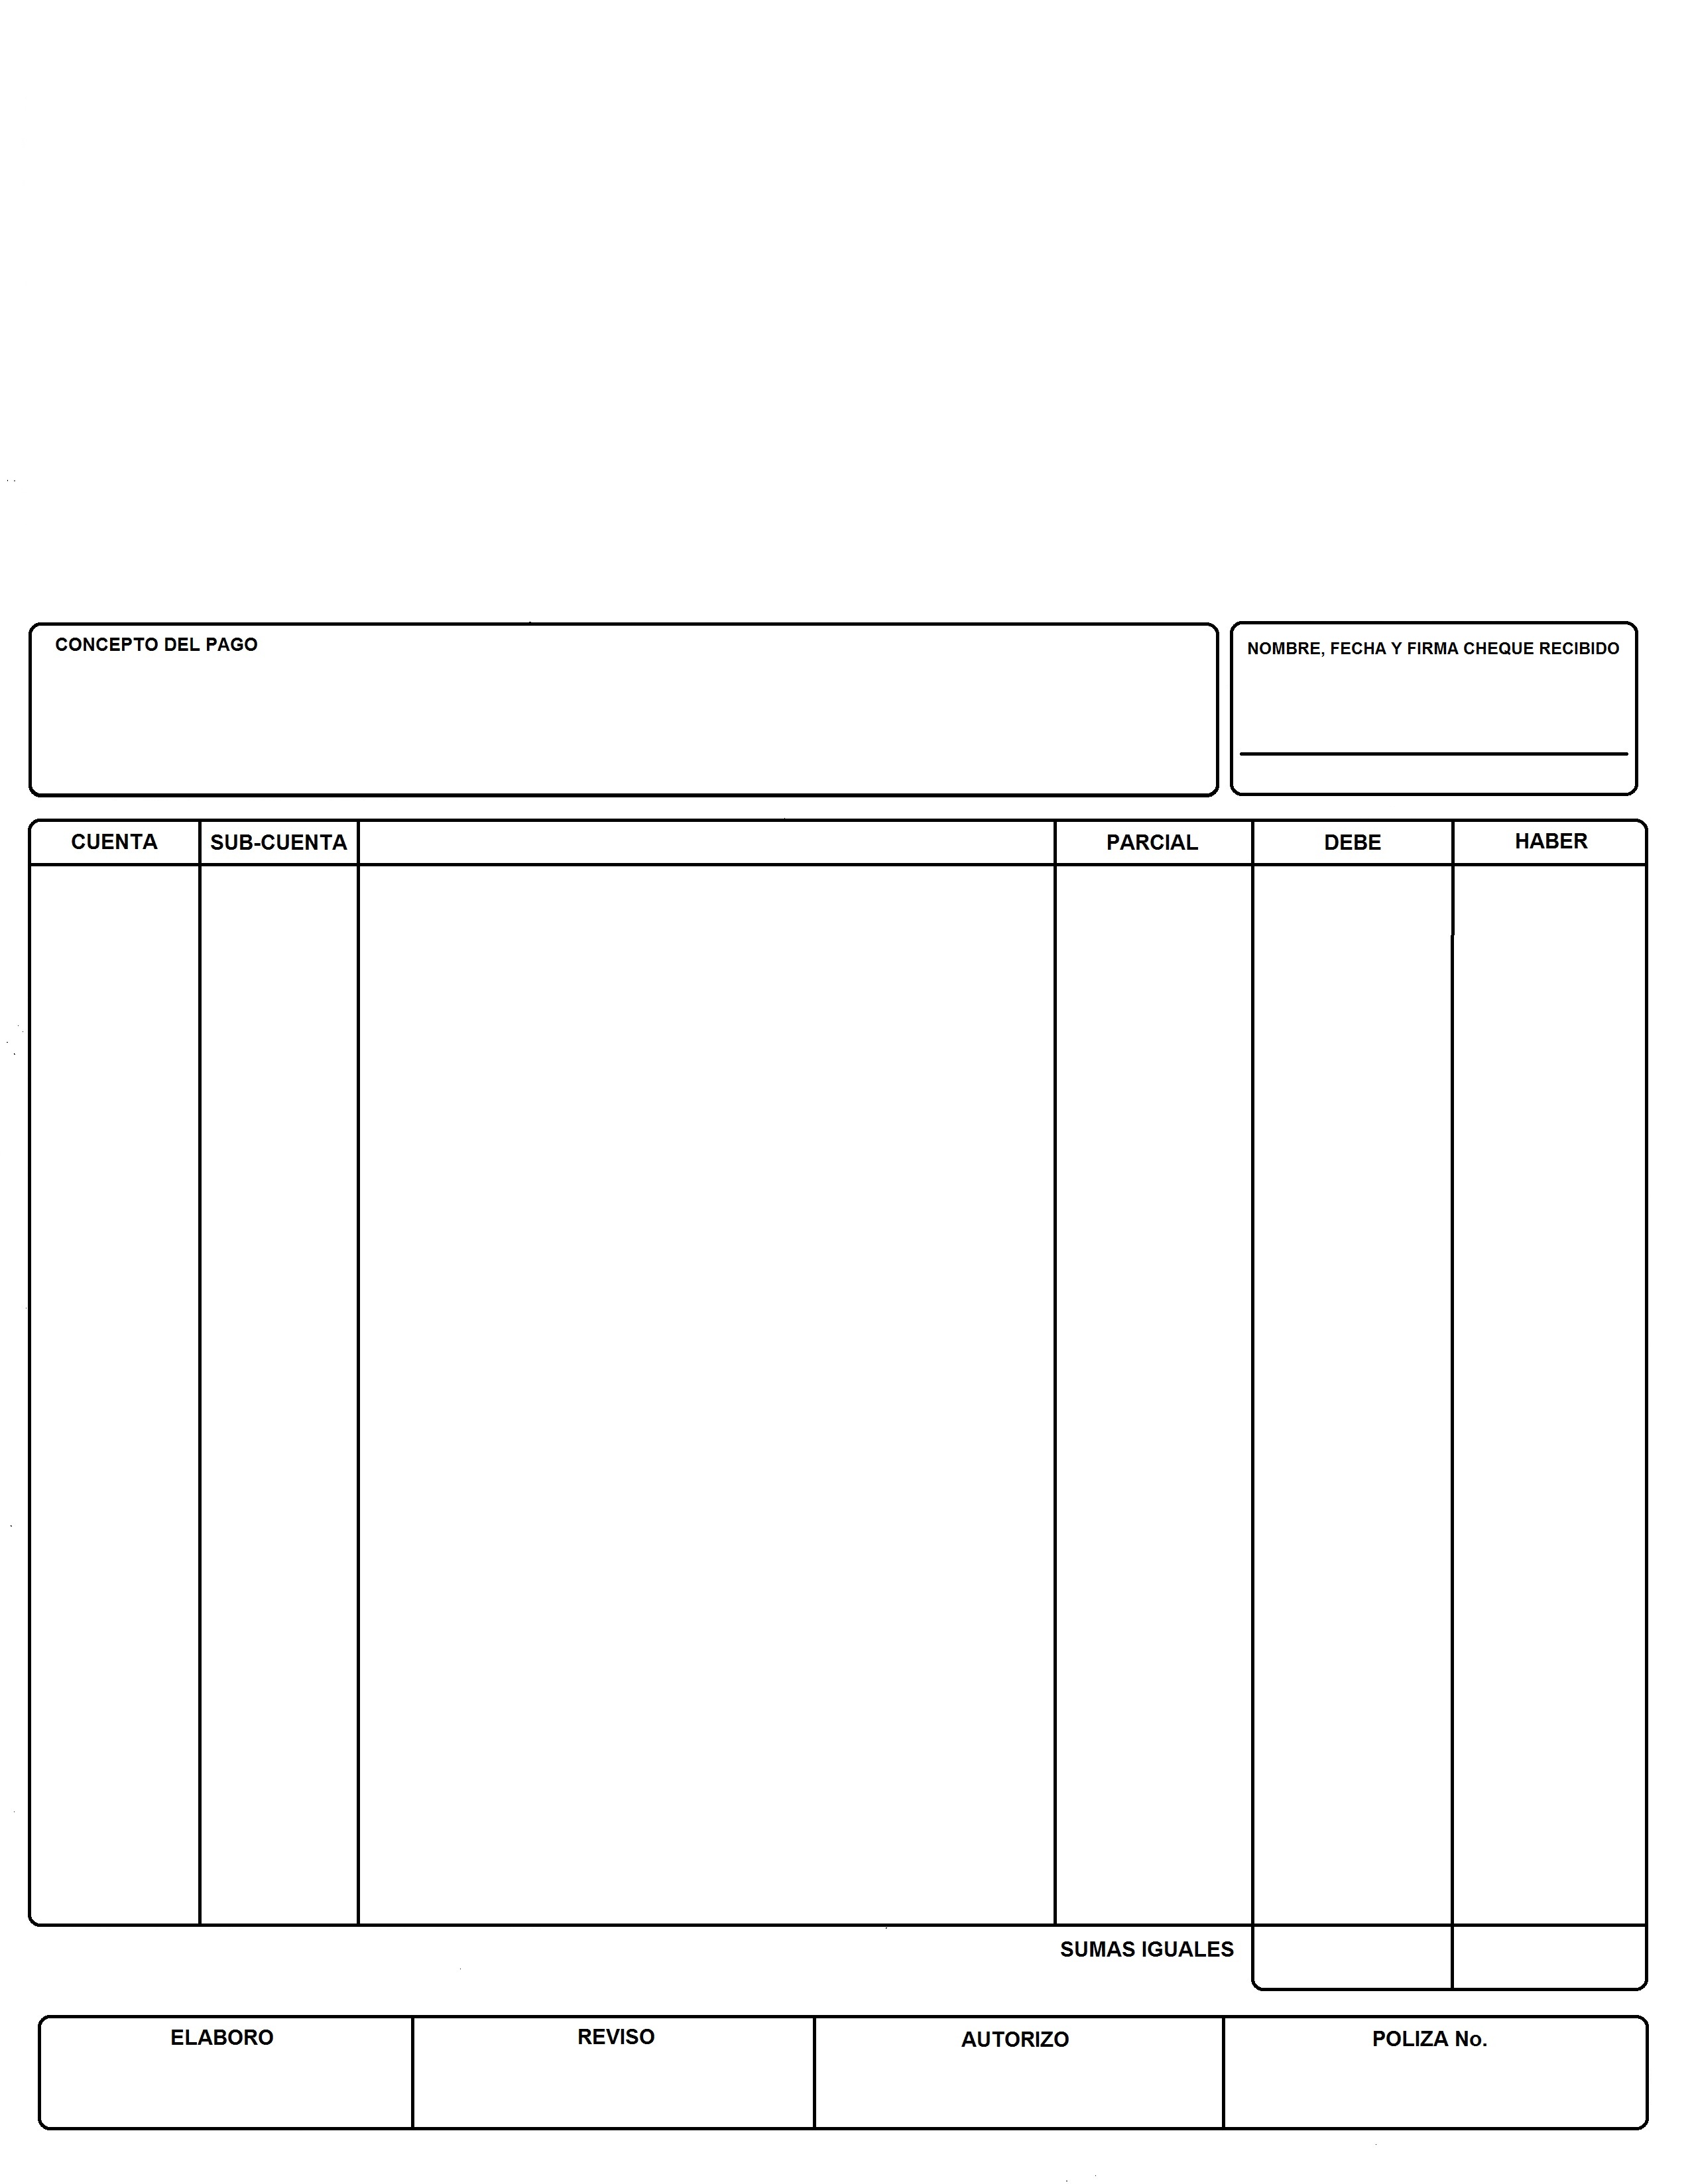 CONCEPTO DEL PAGO
NOMBRE, FECHA Y FIRMA CHEQUE RECIBIDO
CUENTA SUB-CUENTA PARCIAL DEBE HABER
SUMAS IGUALES
ELABORO REVISO AUTORIZO POLIZA No.